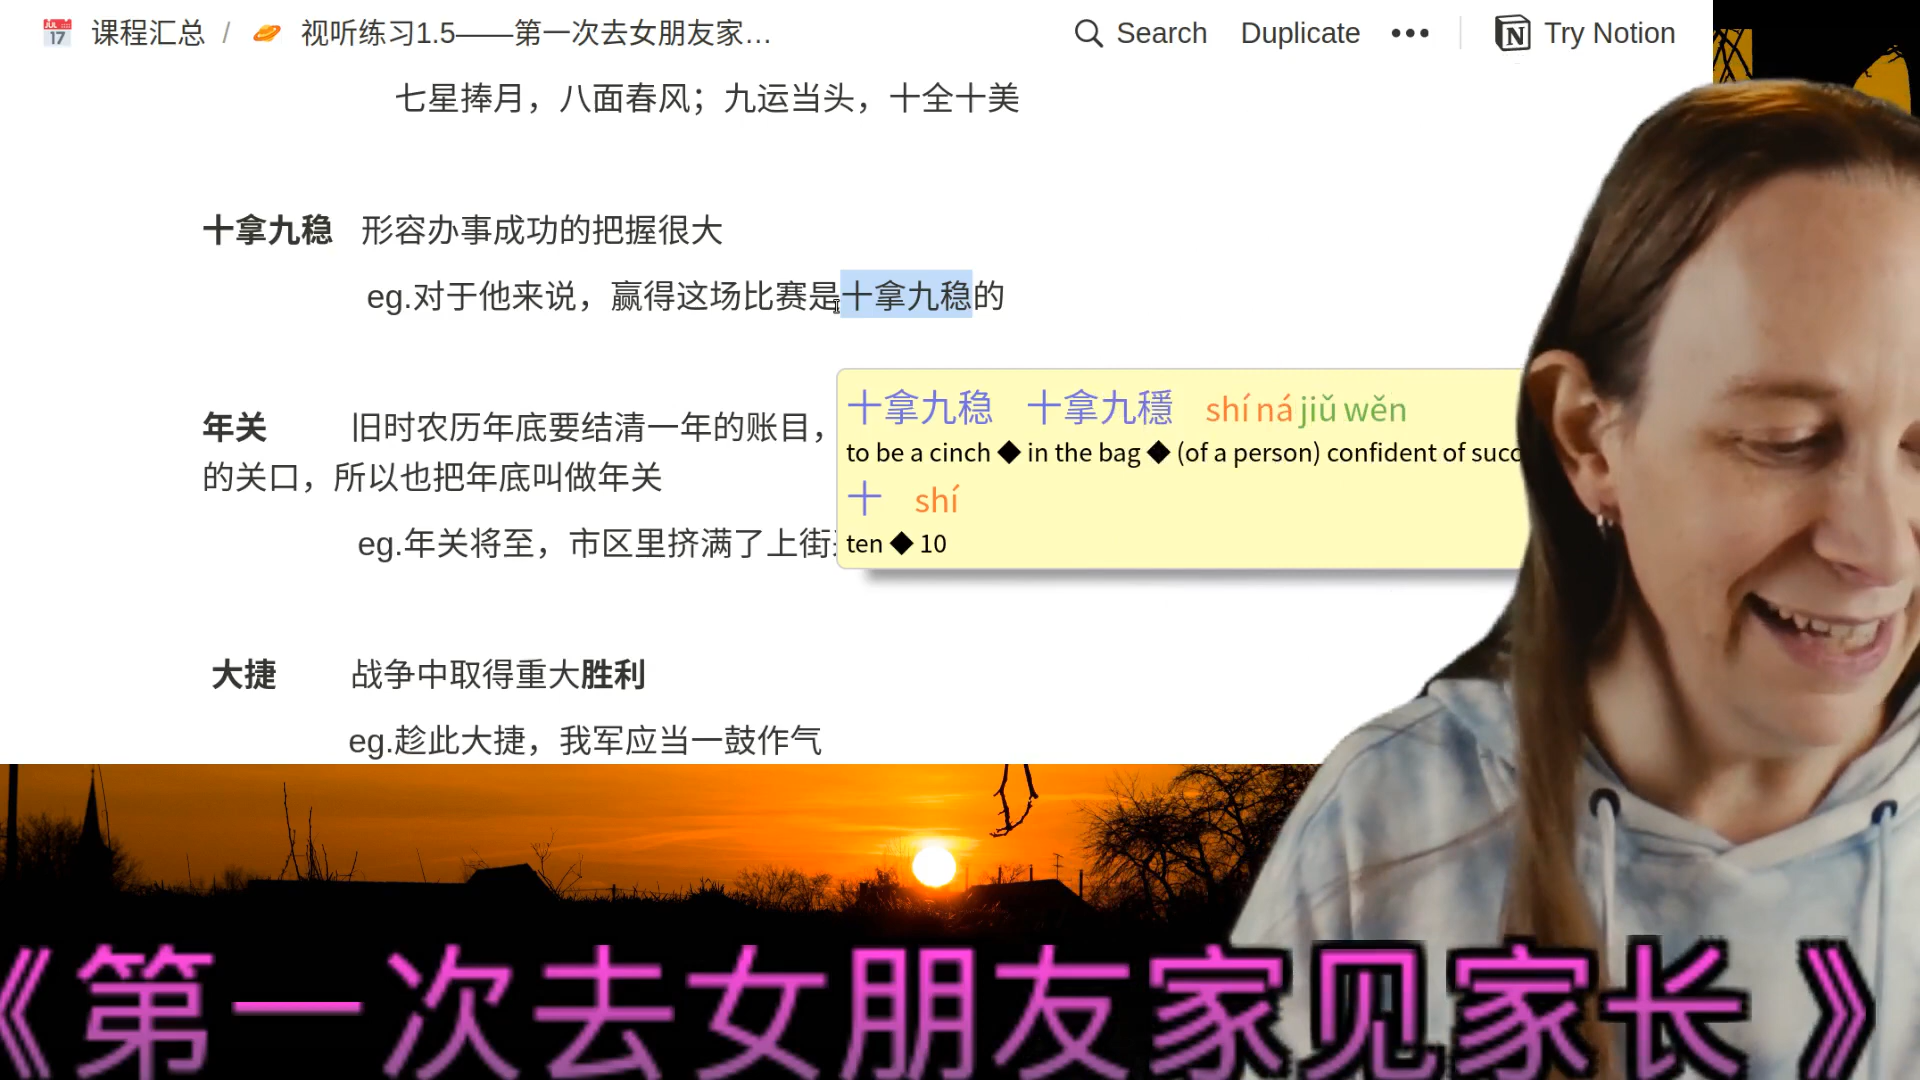 JUL 17 课程汇总 / 视听练习1.5——第一次去女朋友家… Search Duplicate ••• Try Notion
七星捧月，八面春风；九运当头，十全十美
十拿九稳 形容办事成功的把握很大
eg.对于他来说，赢得这场比赛是十拿九稳的
十拿九稳 十拿九穩 shí ná jiǔ wěn
to be a cinch ◆ in the bag ◆ (of a person) confident of succ
十 shí
ten ◆ 10
年关 旧时农历年底要结清一年的账目，
的关口，所以也把年底叫做年关
eg.年关将至，市区里挤满了上街
大捷 战争中取得重大胜利
eg.趁此大捷，我军应当一鼓作气
《第一次去女朋友家见家长》